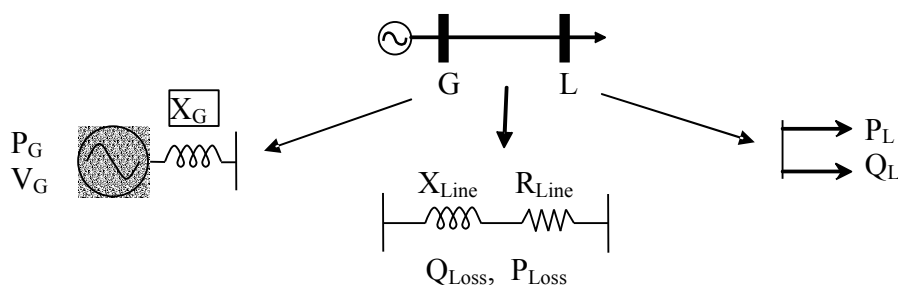 G L
X_G
P_G
V_G
P_L
Q_L
X_Line R_Line
Q_Loss, P_Loss